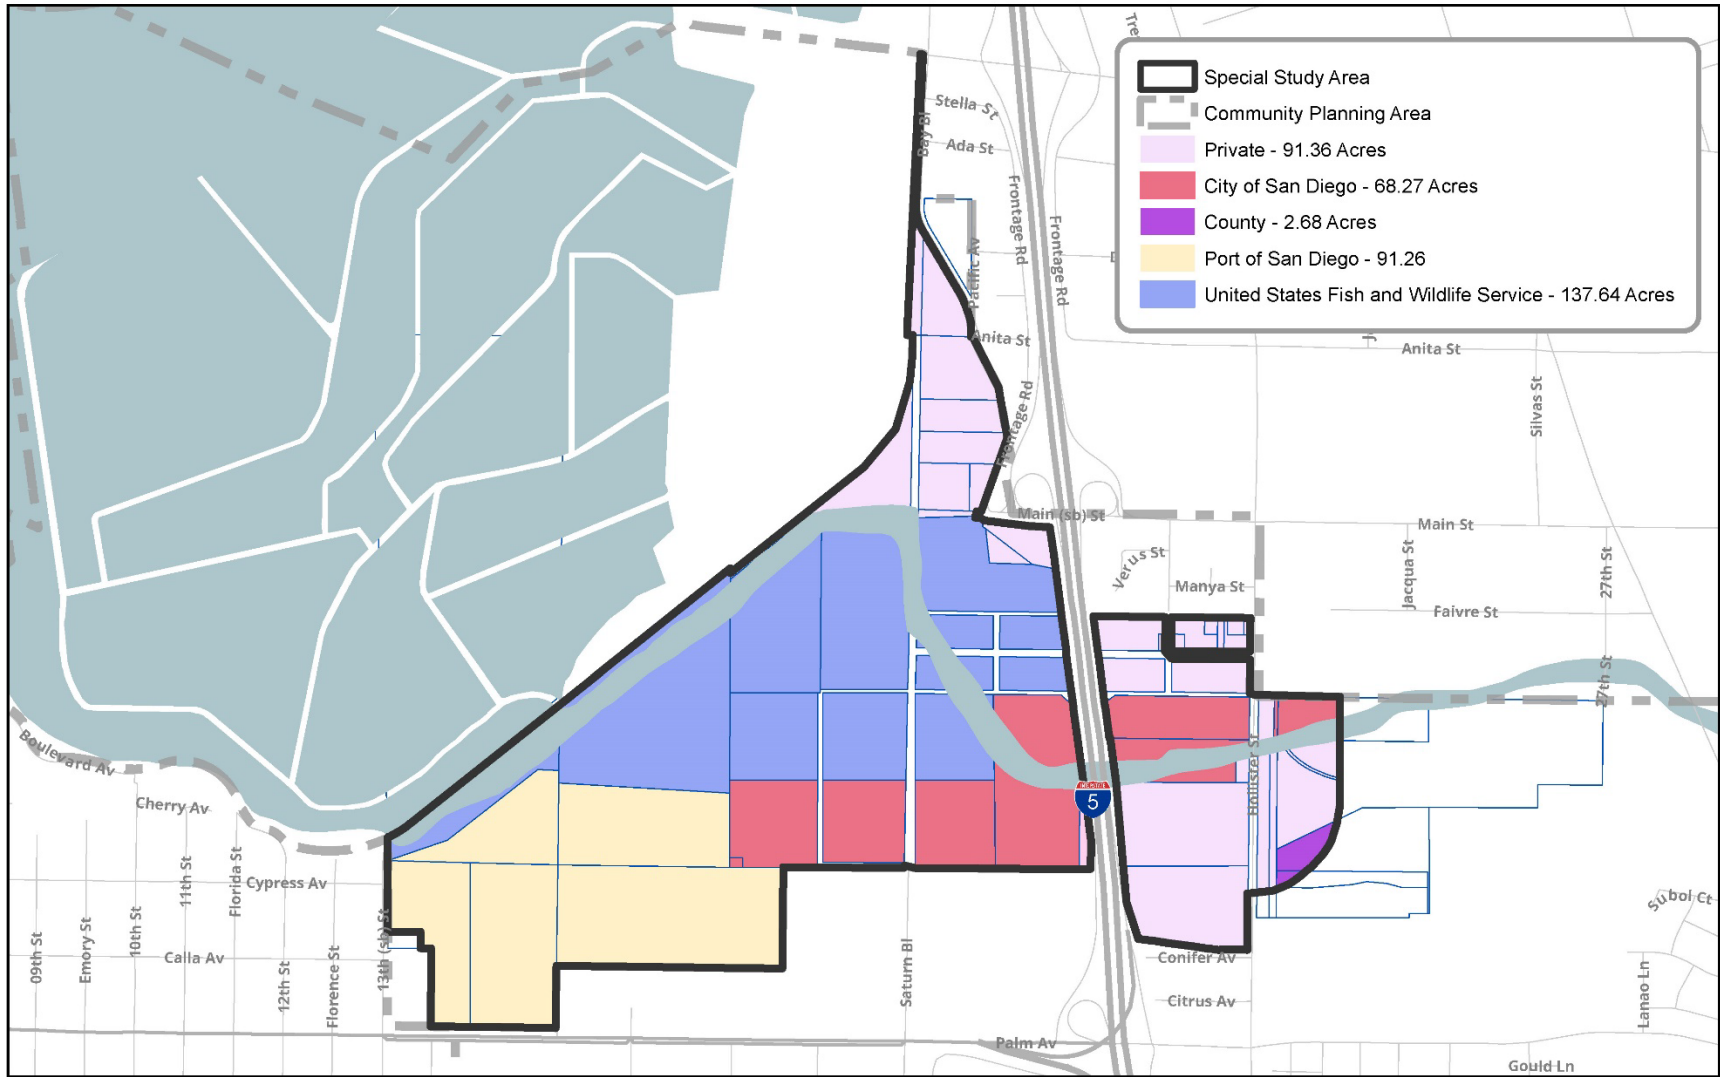 Special Study Area
Community Planning Area
Private - 91.36 Acres
City of San Diego - 68.27 Acres
County - 2.68 Acres
Port of San Diego - 91.26
United States Fish and Wildlife Service - 137.64 Acres
Stella St
Bay Bl
Ada St
Frontage Rd
Frontage Rd
Pacific Av
Anita St
Anita St
Silvas St
Frontage Rd
Main (sb) St
Main St
Verus St
Manya St
Jacqua St
27th St
Faivre St
27th St
Boulevard Av
Hollister St
INTERSTATE
5
Cherry Av
11th St
Florida St
Cypress Av
Subol Ct
09th St
Emory St
10th St
Calla Av
12th St
Florence St
13th (sb) St
Saturn Bl
Conifer Av
Citrus Av
Lanao Ln
Palm Av
Gould Ln